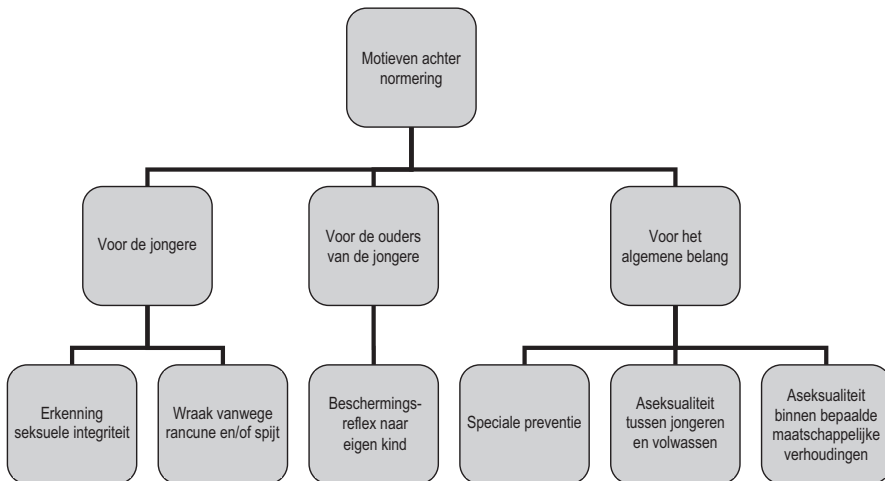 Motieven achter
normering
Voor de jongere
Voor de ouders
van de jongere
Voor het
algemene belang
Erkenning
seksuele integriteit
Wraak vanwege
rancune en/of spijt
Beschermings-
reflex naar
eigen kind
Speciale preventie
Aseksualiteit
tussen jongeren
en volwassen
Aseksualiteit
binnen bepaalde
maatschappelijke
verhoudingen